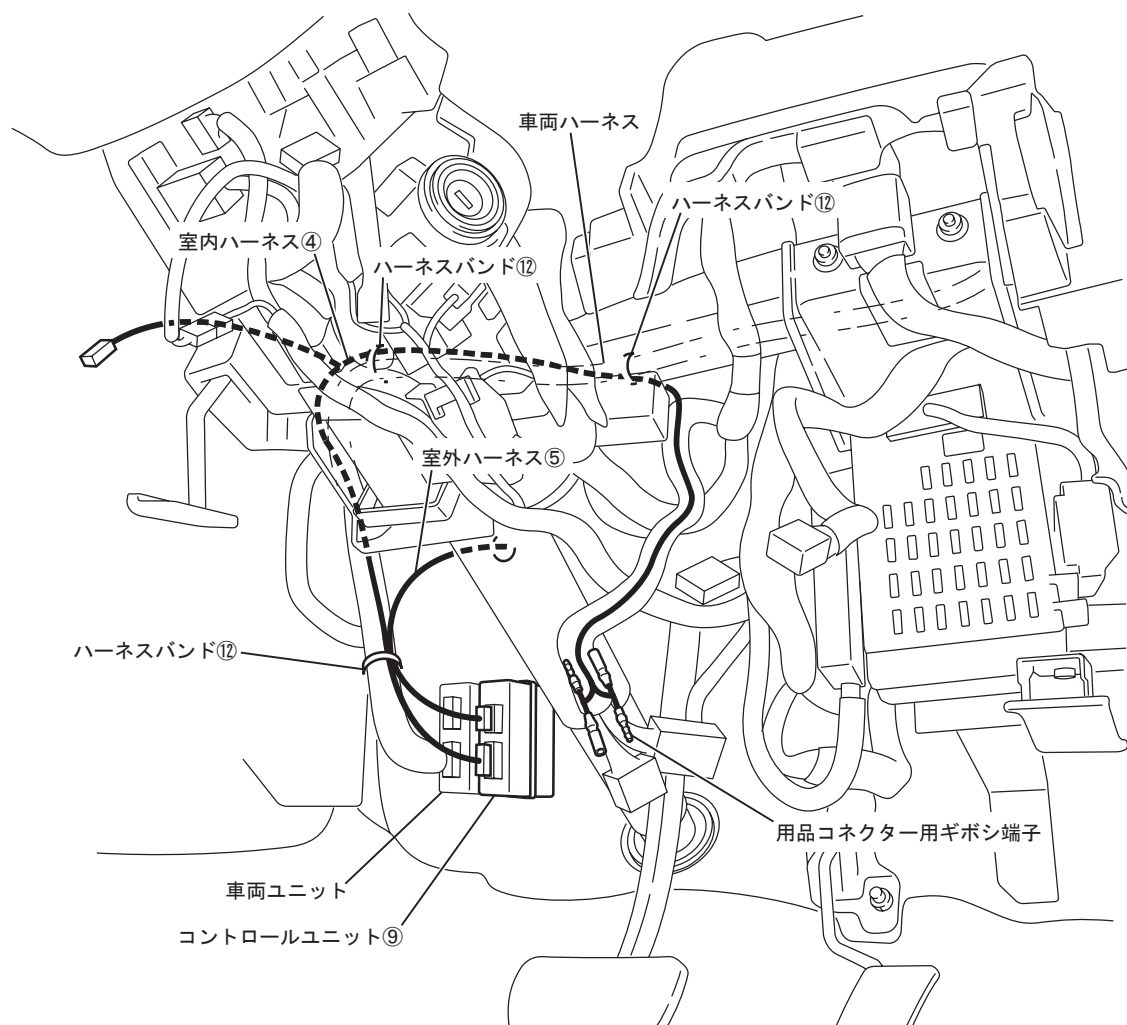 車両ハーネス
ハーネスバンド⑫
室内ハーネス④
ハーネスバンド⑫
室外ハーネス⑤
ハーネスバンド⑫
用品コネクター用ギボシ端子
車両ユニット
コントロールユニット⑨